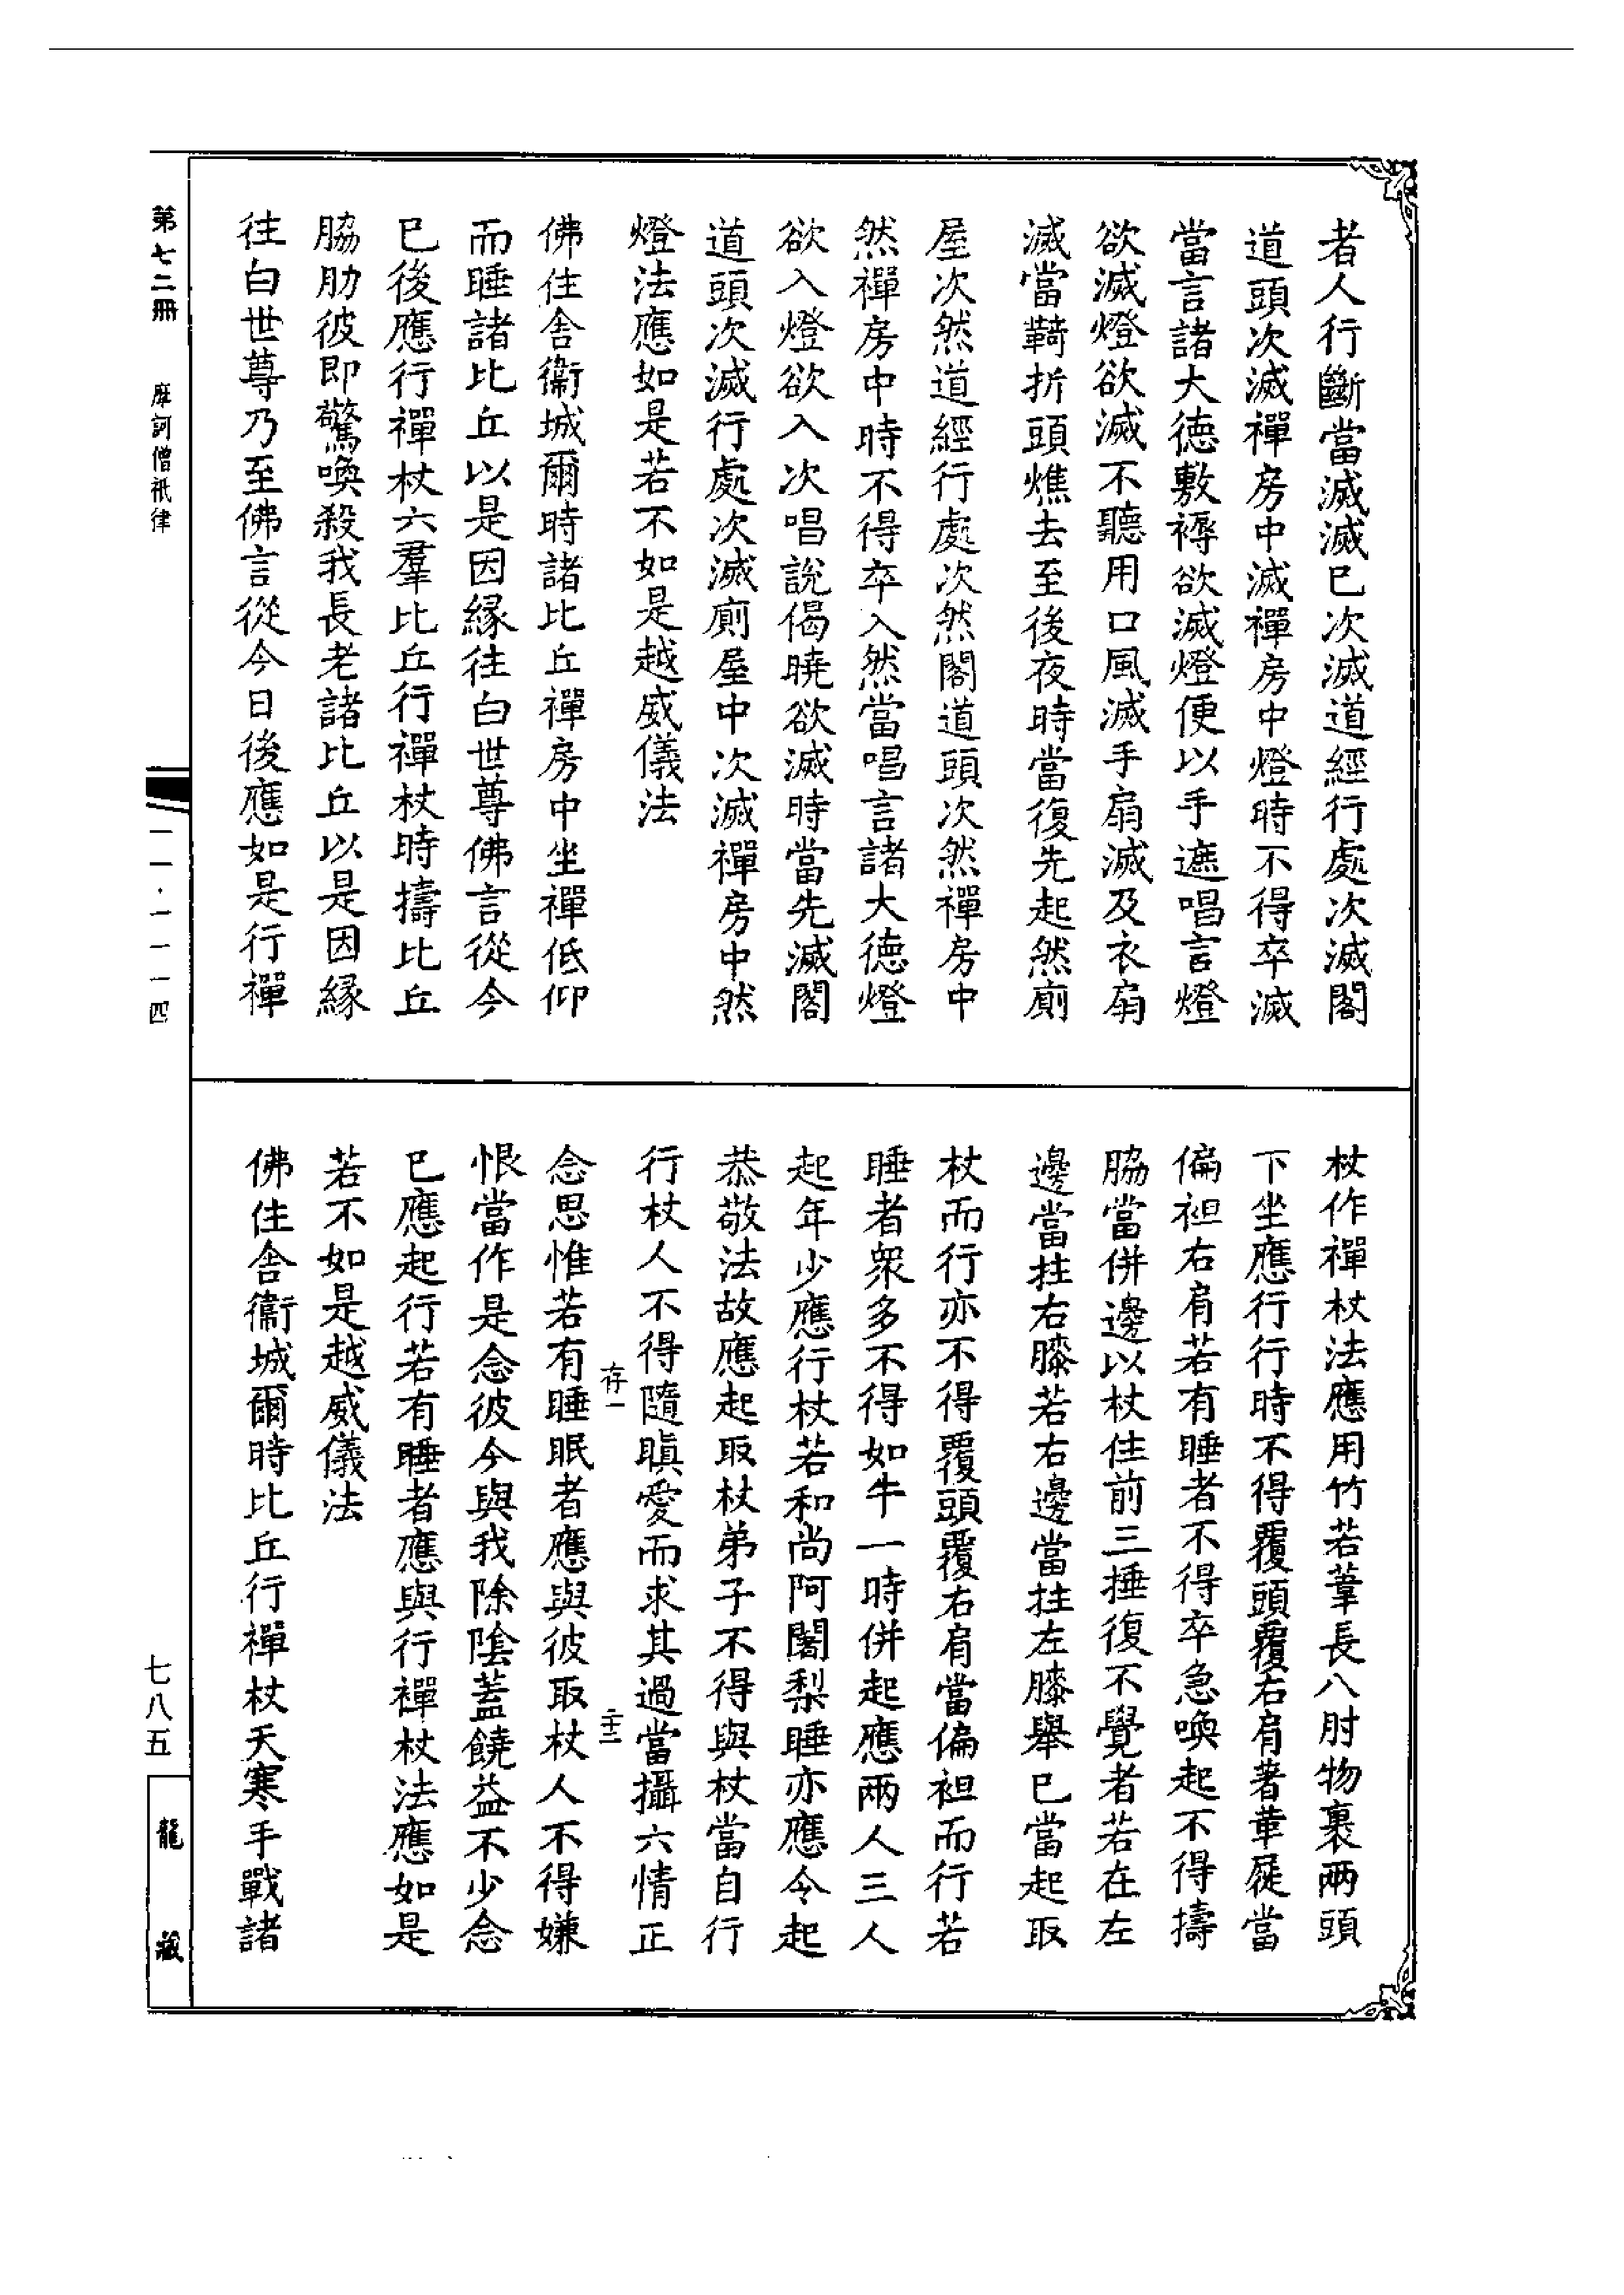 者人行斷當滅滅已次滅道經行處次滅閣
道頭次滅禪房中滅禪房中燈時不得卒滅
當言諸大德敷褥欲滅燈便以手遮唱言燈
欲滅燈欲滅不聽用口風滅手扇滅及衣扇
滅當鞿折頭燋去至後夜時當復先起然廁
屋次然道經行處次然閣道頭次然禪房中
然禪房中時不得卒入然當唱言諸大德燈
欲入燈欲入次唱說偈曉欲滅時當先滅閣
道頭次滅行處次滅廁屋中次滅禪房中然
燈法應如是若不如是越威儀法
佛住舍衞城爾時諸比丘禪房中坐禪低仰
而睡諸比丘以是因緣往白世尊佛言從今
已後應行禪杖六羣比丘行禪杖時擣比丘
脇肋彼即驚喚殺我長老諸比丘以是因緣
往白世尊乃至佛言從今日後應如是行禪
杖作禪杖法應用竹若葦長八肘物裹兩頭
下坐應行行時不得覆頭覆右肩著革屣當
偏袒右肩若有睡者不得卒急喚起不得擣
脇當併邊以杖住前三捶復不覺者若在左
邊當拄右膝若右邊當拄左膝舉已當起取
杖而行亦不得覆頭覆右肩當偏袒而行若
睡者衆多不得如牛一時併起應兩人三人
起年少應行杖若和尚阿闍梨睡亦應令起
恭敬法故應起取杖弟子不得與杖當自行
行杖人不得隨瞋愛而求其過當攝六情正
存一
念思惟若有睡眠者應與彼取杖人不得嫌
恨當作是念彼今與我除陰蓋饒益不少念
已應起行若有睡者應與行禪杖法應如是
若不如是越威儀法
佛住舍衞城爾時比丘行禪杖天寒手戰諸
第七二冊
摩訶僧祇律
一一·一一一四
七八五
龍藏